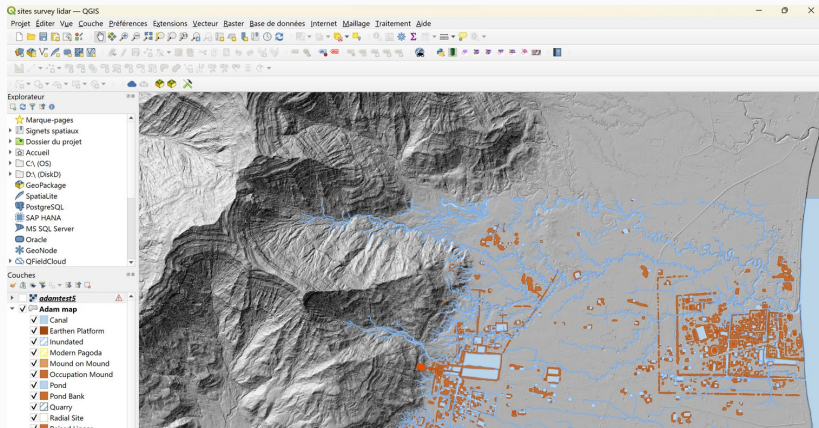 sites survey lidar — QGIS
Projet Éditer Vue Couche Préférences Extensions Vecteur Raster Base de données Internet Maillage Traitement Aide
Explorateur
Marque-pages
Signets spatiaux
Dossier du projet
Accueil
C:\ (OS)
D:\ (DiskD)
GeoPackage
SpatiaLite
PostgreSQL
SAP HANA
MS SQL Server
Oracle
GeoNode
QFieldCloud
Couches
adamtest5
Adam map
Canal
Earthen Platform
Inundated
Modern Pagoda
Mound on Mound
Occupation Mound
Pond
Pond Bank
Quarry
Radial Site